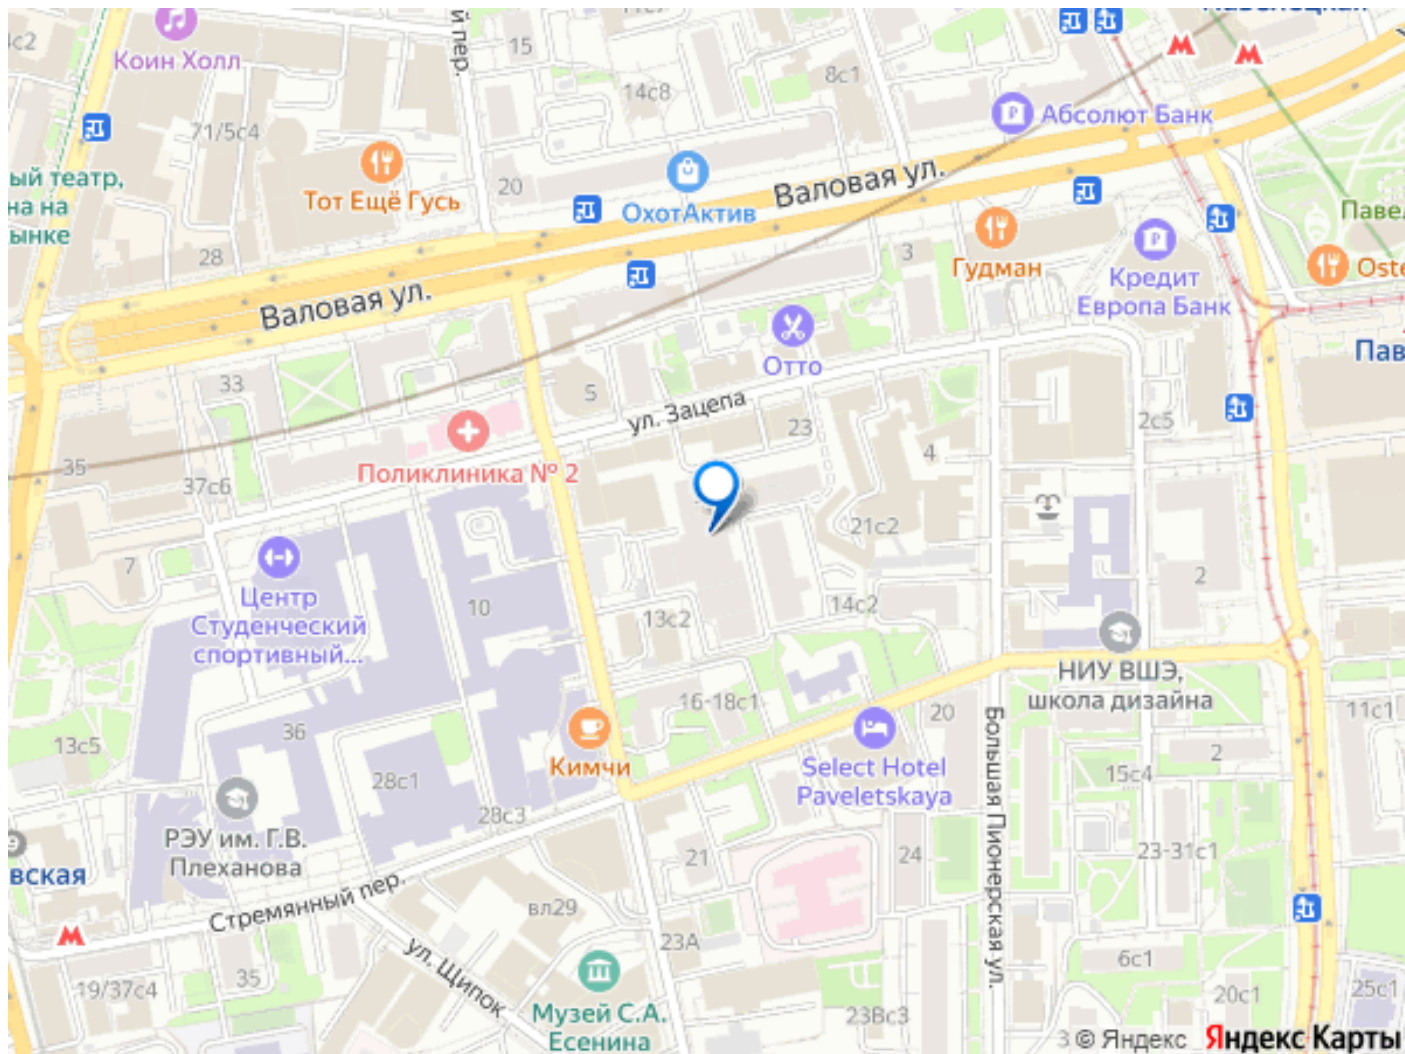 Коин Холл
й пер.
15
11с7
14с8
8с1
71/5с4
Абсолют Банк
Тот Ещё Гусь
20
ОхотАктив
Валовая ул.
ый театр,
на на
ынке
28
Валовая ул.
3
Гудман
Кредит
Европа Банк
Павел
Oste
Пав
Отто
33
5
ул. Зацепа
23
2с5
4
35
37с6
Поликлиника № 2
21с2
7
Центр
Студенческий
спортивный...
10
13с2
14с2
2
НИУ ВШЭ,
школа дизайна
16-18с1
20
11с1
13с5
36
28с1
Кимчи
Select Hotel
Paveletskaya
Большая Пионерская ул.
2
15с4
28с3
РЭУ им. Г.В.
Плеханова
вская
21
24
23-31с1
Стремянный пер.
вл29
23А
ул. Щипок
6с1
19/37с4
35
Музей С.А.
Есенина
23Вс3
20с1
25с1
3
© Яндекс Яндекс Карты